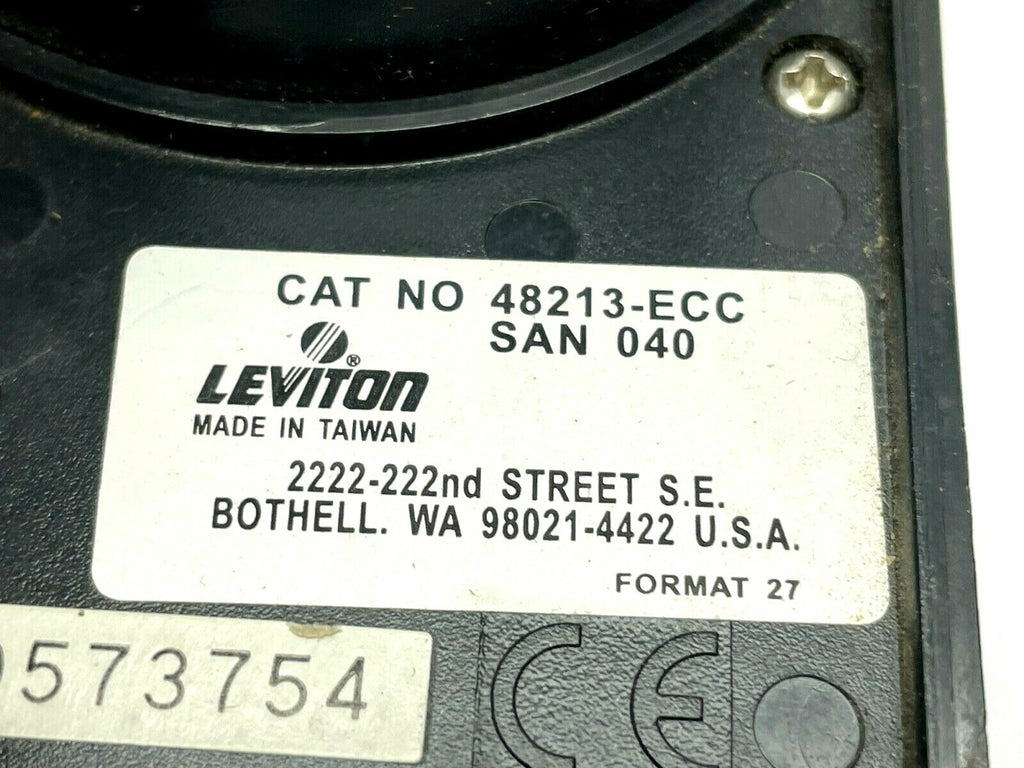 CAT NO 48213-ECC
SAN 040
LEVITON®
MADE IN TAIWAN
2222-222nd STREET S.E.
BOTHELL. WA 98021-4422 U.S.A.
FORMAT 27
573754
CE